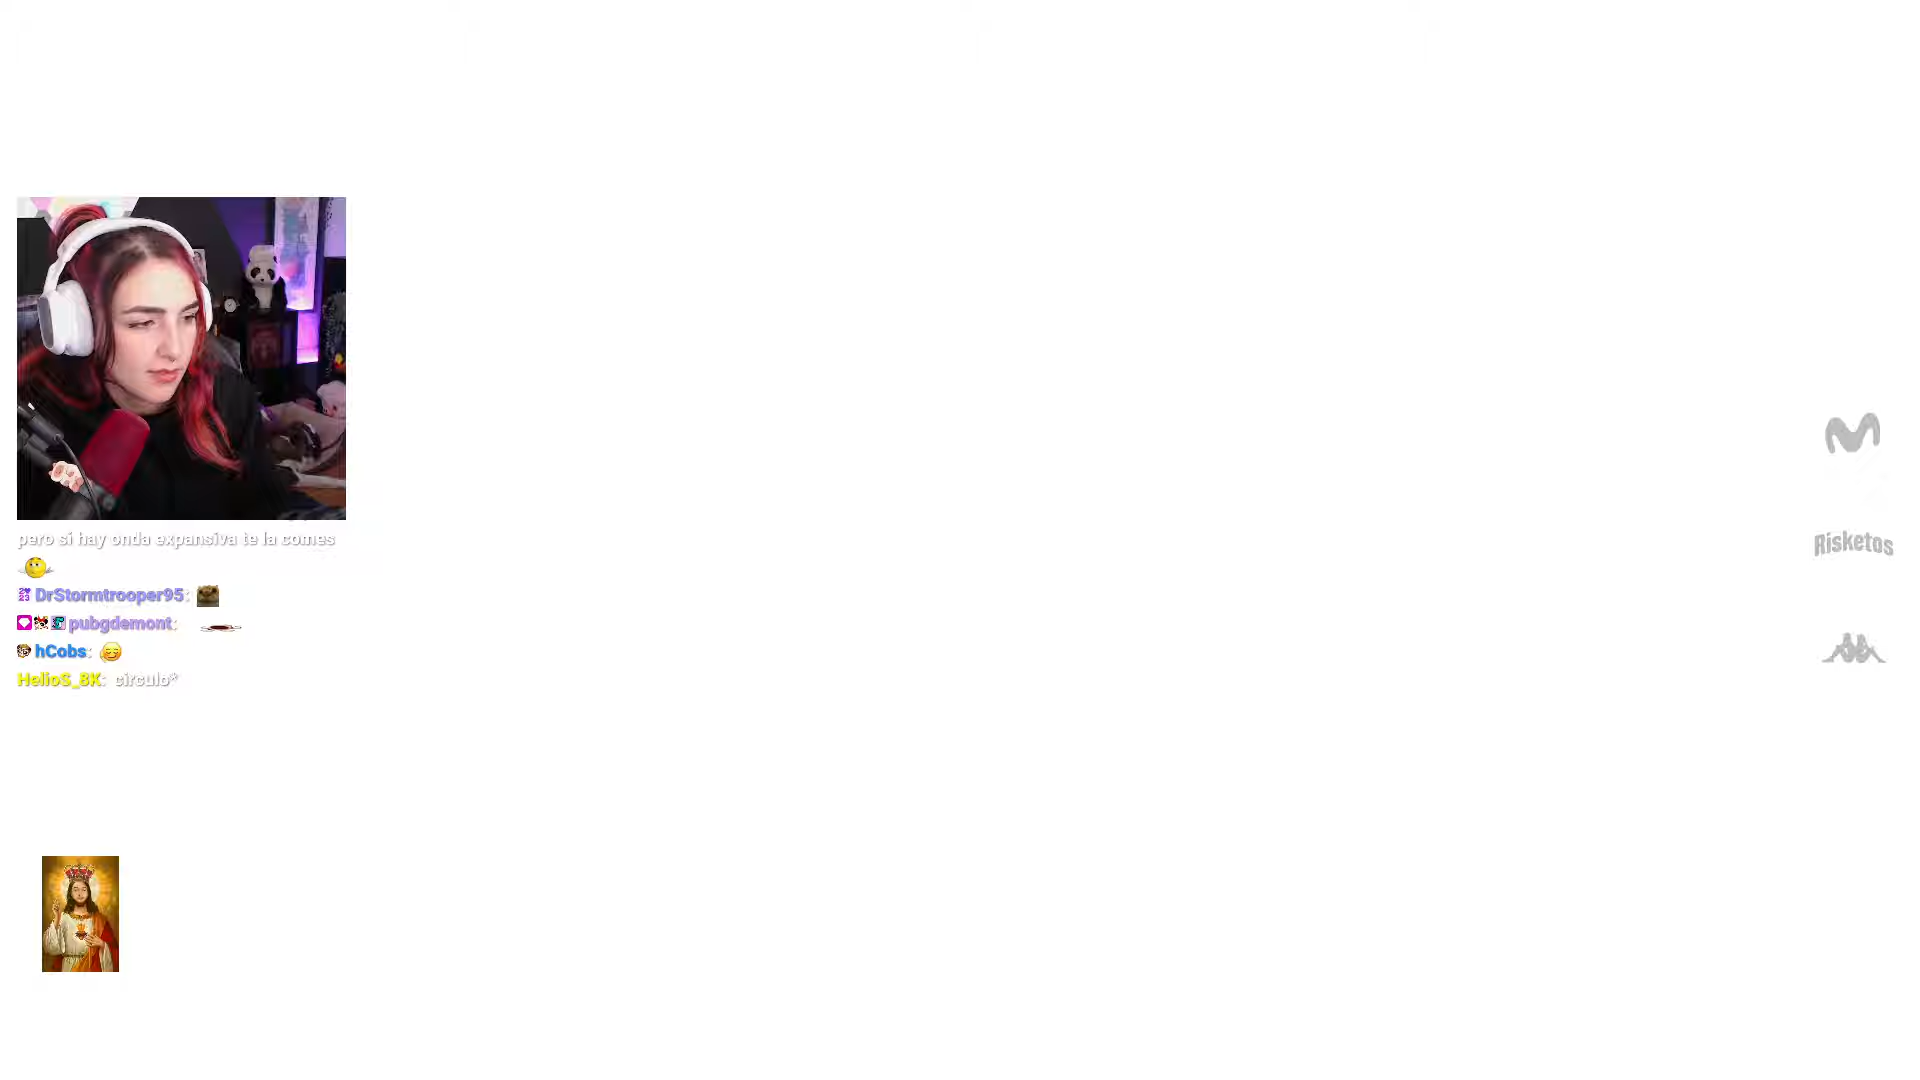 pero si hay onda expansiva te la comes
DrStormtrooper95:
pubgdemont:
hCobs:
HelioS_8K: circulo*
Risketos